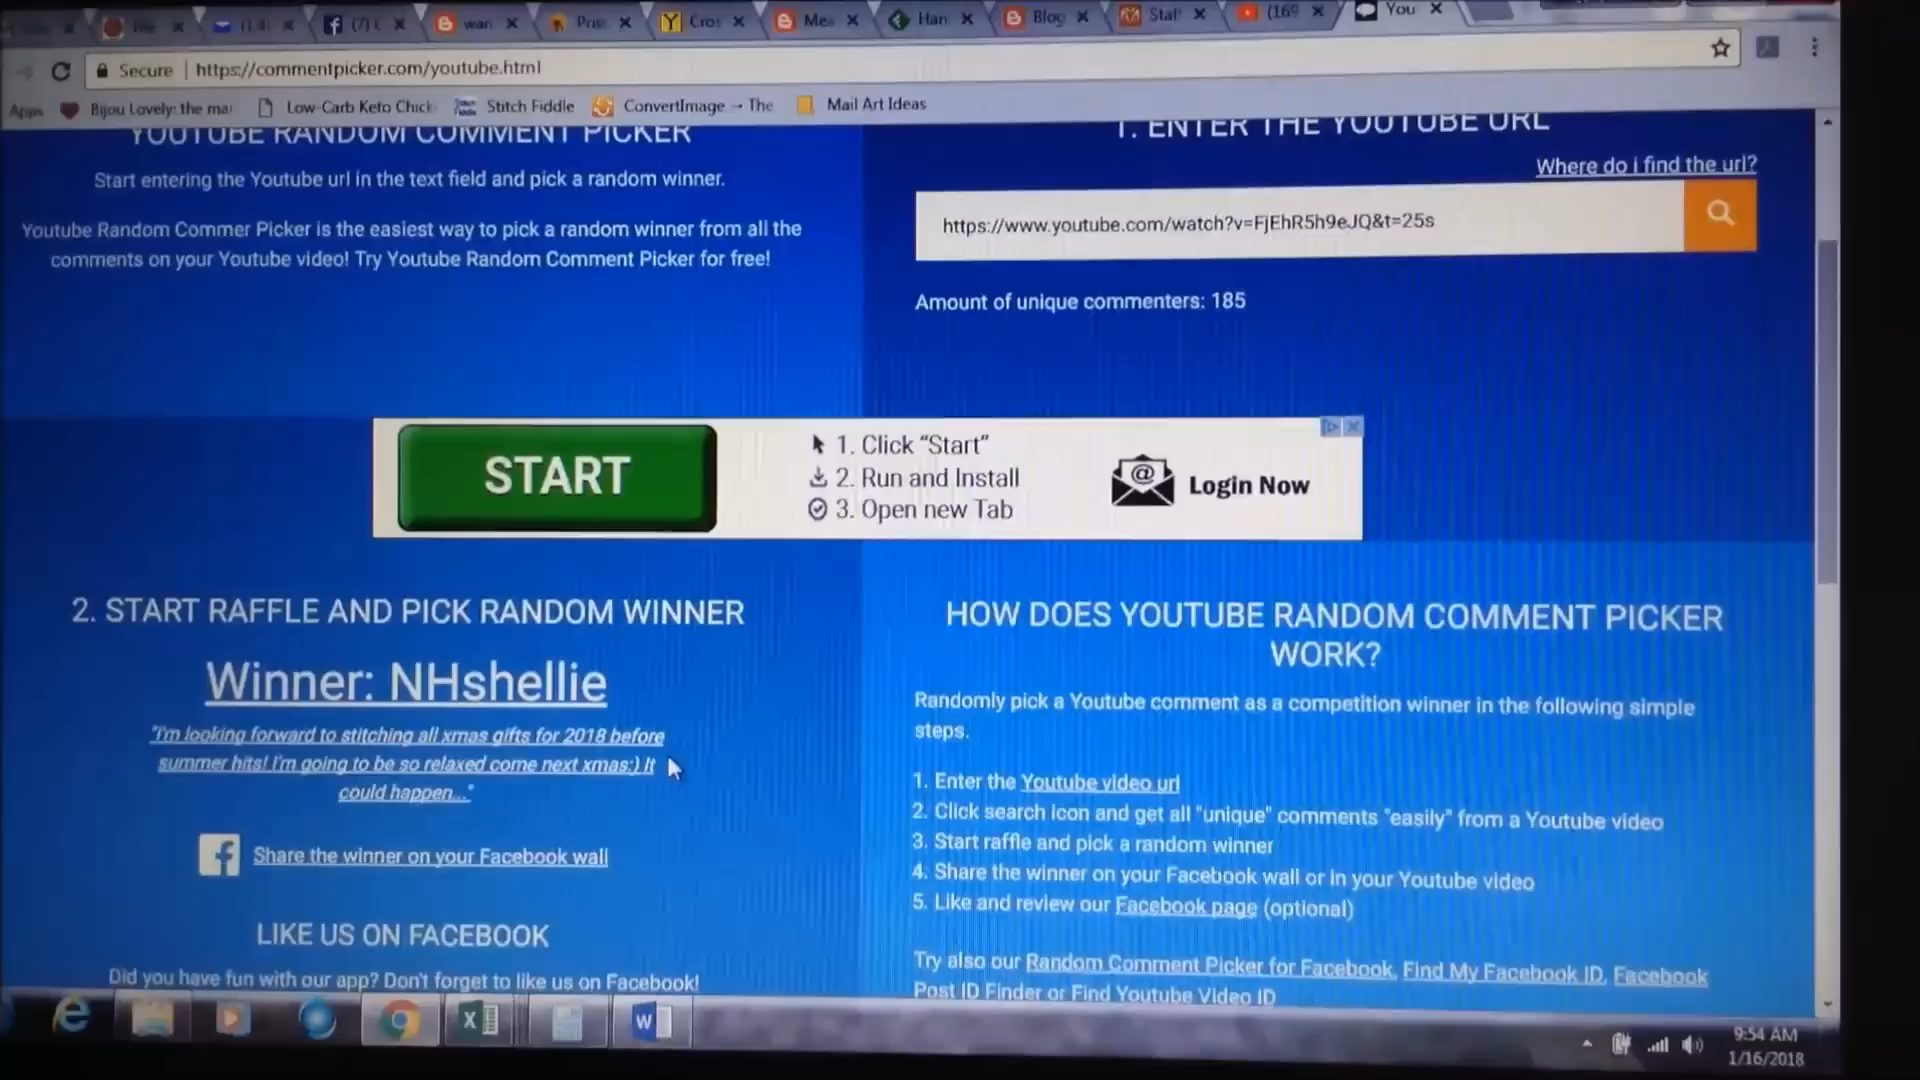 (7)
wan
Pris
Cros
Mea
Han
Blog
Stall
(169
You
Secure
https://commentpicker.com/youtube.html
Apps
Bijou Lovely: the mai
Low-Carb Keto Chick
Stitch Fiddle
ConvertImage → The
Mail Art Ideas
YOUTUBE RANDOM COMMENT PICKER
Start entering the Youtube url in the text field and pick a random winner.
Youtube Random Commer Picker is the easiest way to pick a random winner from all the
comments on your Youtube video! Try Youtube Random Comment Picker for free!
1. ENTER THE YOUTUBE URL
Where do i find the url?
https://www.youtube.com/watch?v=FjEhR5h9eJQ&t=25s
Amount of unique commenters: 185
START
1. Click “Start”
2. Run and Install
3. Open new Tab
@
Login Now
2. START RAFFLE AND PICK RANDOM WINNER
Winner: NHshellie
"I'm looking forward to stitching all xmas gifts for 2018 before
summer hits! I'm going to be so relaxed come next xmas:) It
could happen..."
Share the winner on your Facebook wall
LIKE US ON FACEBOOK
Did you have fun with our app? Don't forget to like us on Facebook!
HOW DOES YOUTUBE RANDOM COMMENT PICKER
WORK?
Randomly pick a Youtube comment as a competition winner in the following simple
steps.
1. Enter the Youtube video url
2. Click search icon and get all "unique" comments "easily" from a Youtube video
3. Start raffle and pick a random winner
4. Share the winner on your Facebook wall or in your Youtube video
5. Like and review our Facebook page (optional)
Try also our Random Comment Picker for Facebook, Find My Facebook ID, Facebook
Post ID Finder or Find Youtube Video ID
9:54 AM
1/16/2018